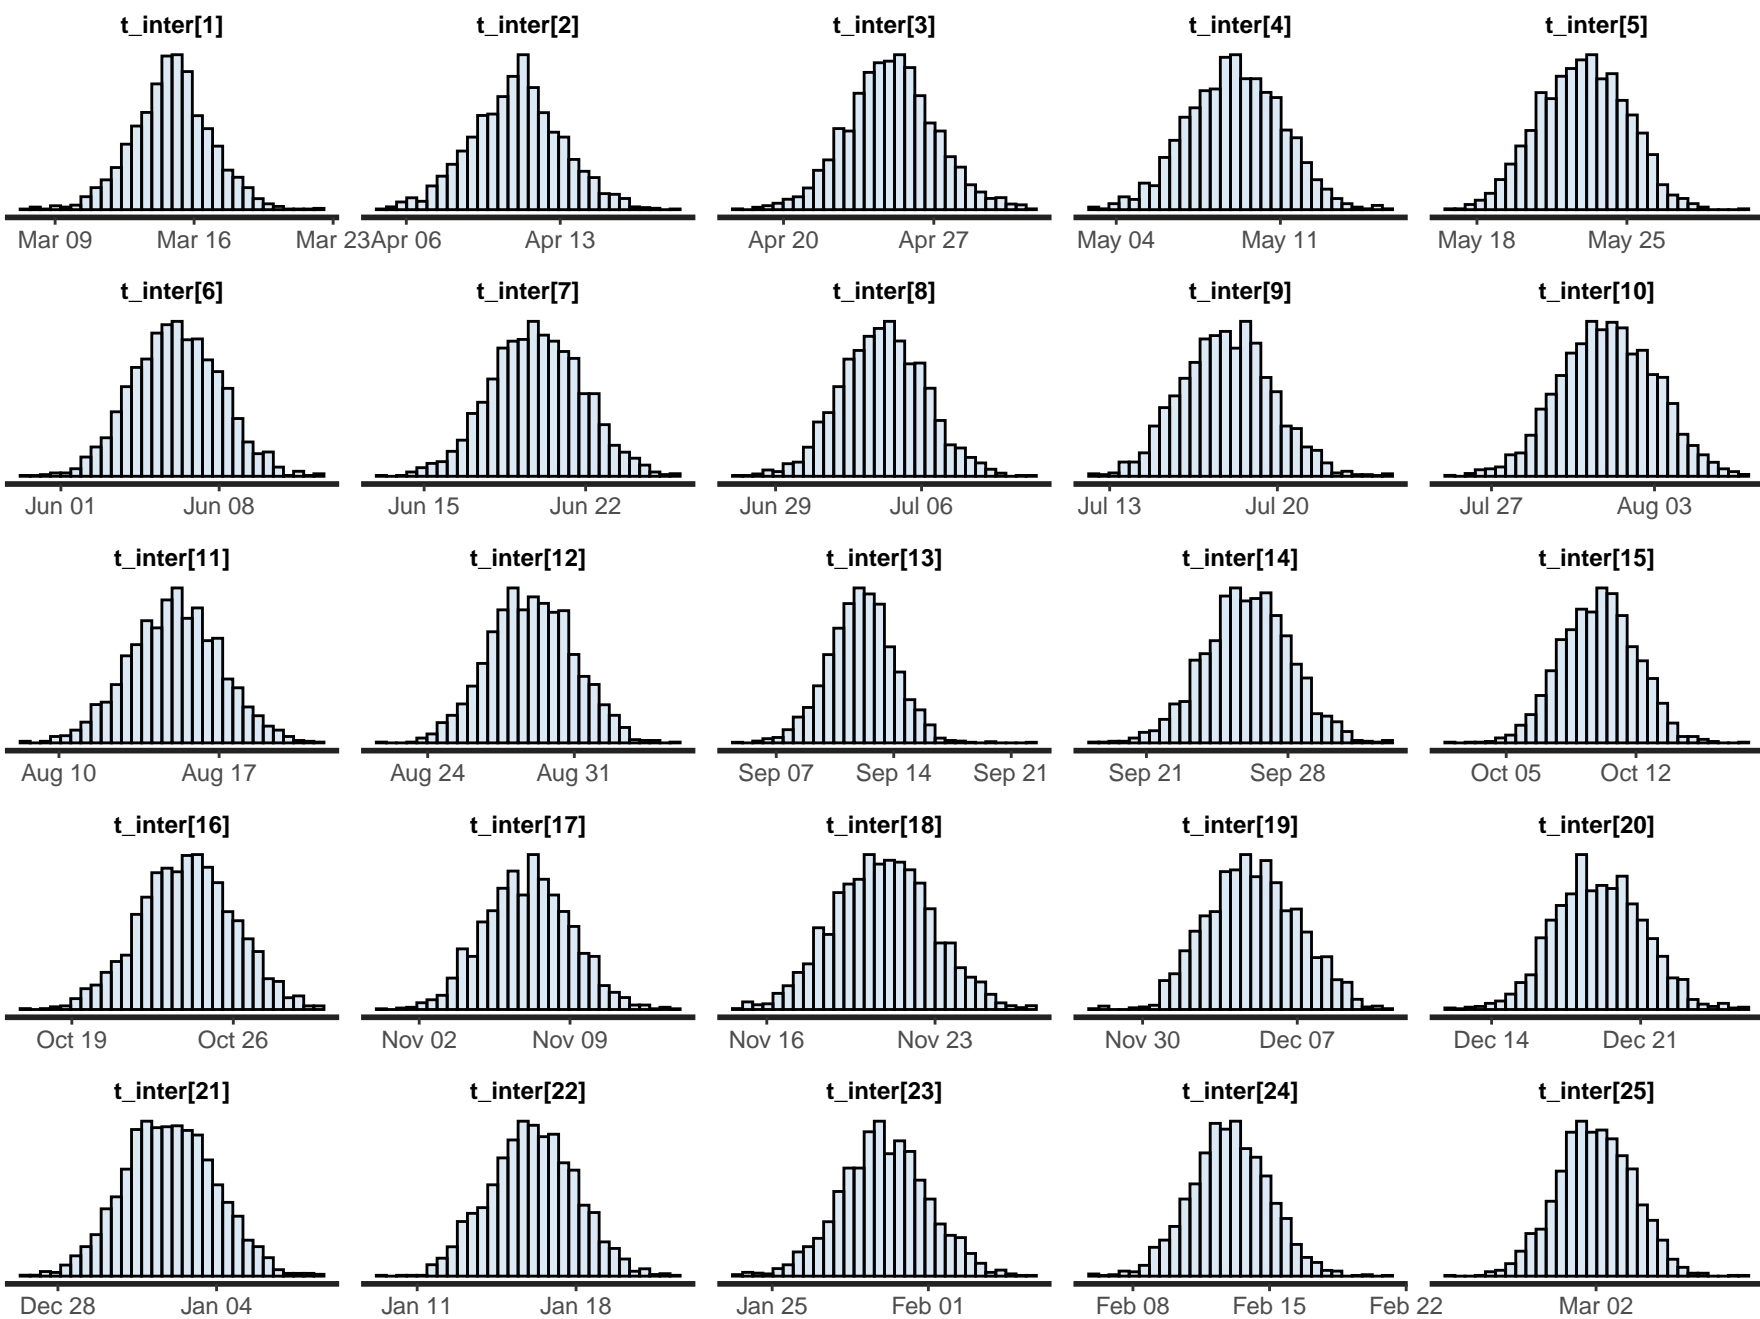 t_inter[1] t_inter[2] t_inter[3] t_inter[4] t_inter[5]
Mar 09 Mar 16 Mar 23 Apr 06 Apr 13 Apr 20 Apr 27 May 04 May 11 May 18 May 25
t_inter[6] t_inter[7] t_inter[8] t_inter[9] t_inter[10]
Jun 01 Jun 08 Jun 15 Jun 22 Jun 29 Jul 06 Jul 13 Jul 20 Jul 27 Aug 03
t_inter[11] t_inter[12] t_inter[13] t_inter[14] t_inter[15]
Aug 10 Aug 17 Aug 24 Aug 31 Sep 07 Sep 14 Sep 21 Sep 21 Sep 28 Oct 05 Oct 12
t_inter[16] t_inter[17] t_inter[18] t_inter[19] t_inter[20]
Oct 19 Oct 26 Nov 02 Nov 09 Nov 16 Nov 23 Nov 30 Dec 07 Dec 14 Dec 21
t_inter[21] t_inter[22] t_inter[23] t_inter[24] t_inter[25]
Dec 28 Jan 04 Jan 11 Jan 18 Jan 25 Feb 01 Feb 08 Feb 15 Feb 22 Mar 02